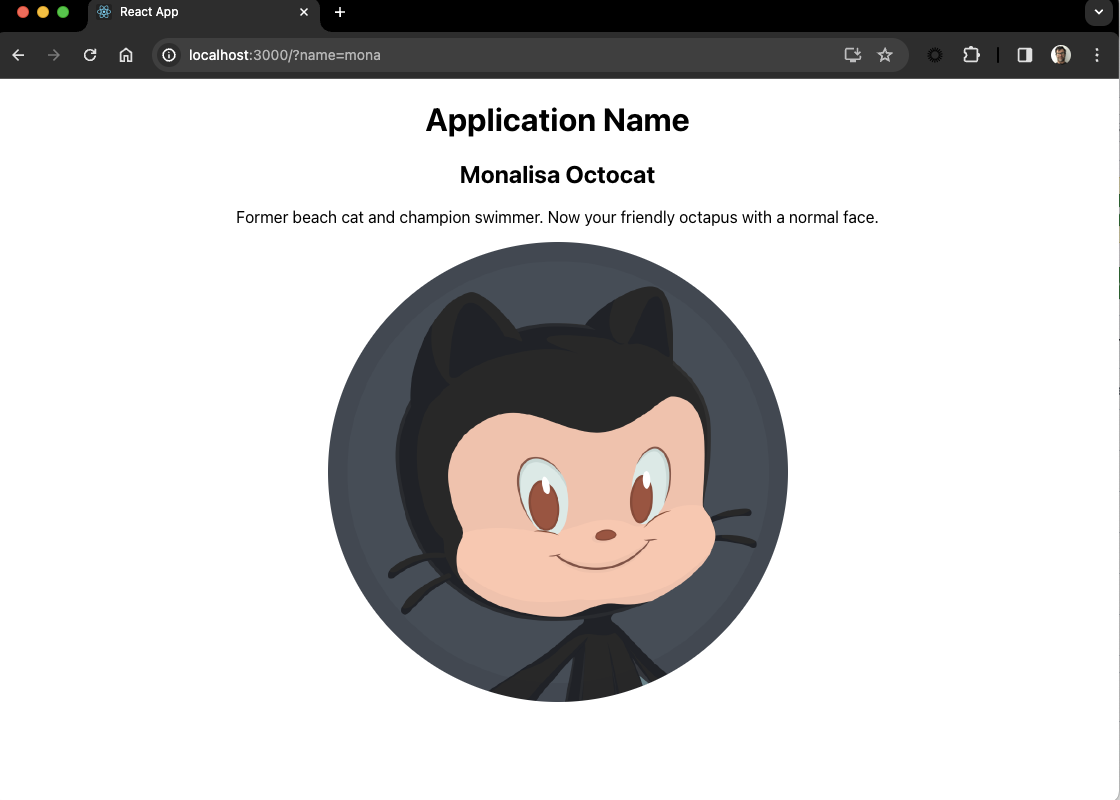 React App
localhost:3000/?name=mona
Application Name
Monalisa Octocat
Former beach cat and champion swimmer. Now your friendly octapus with a normal face.